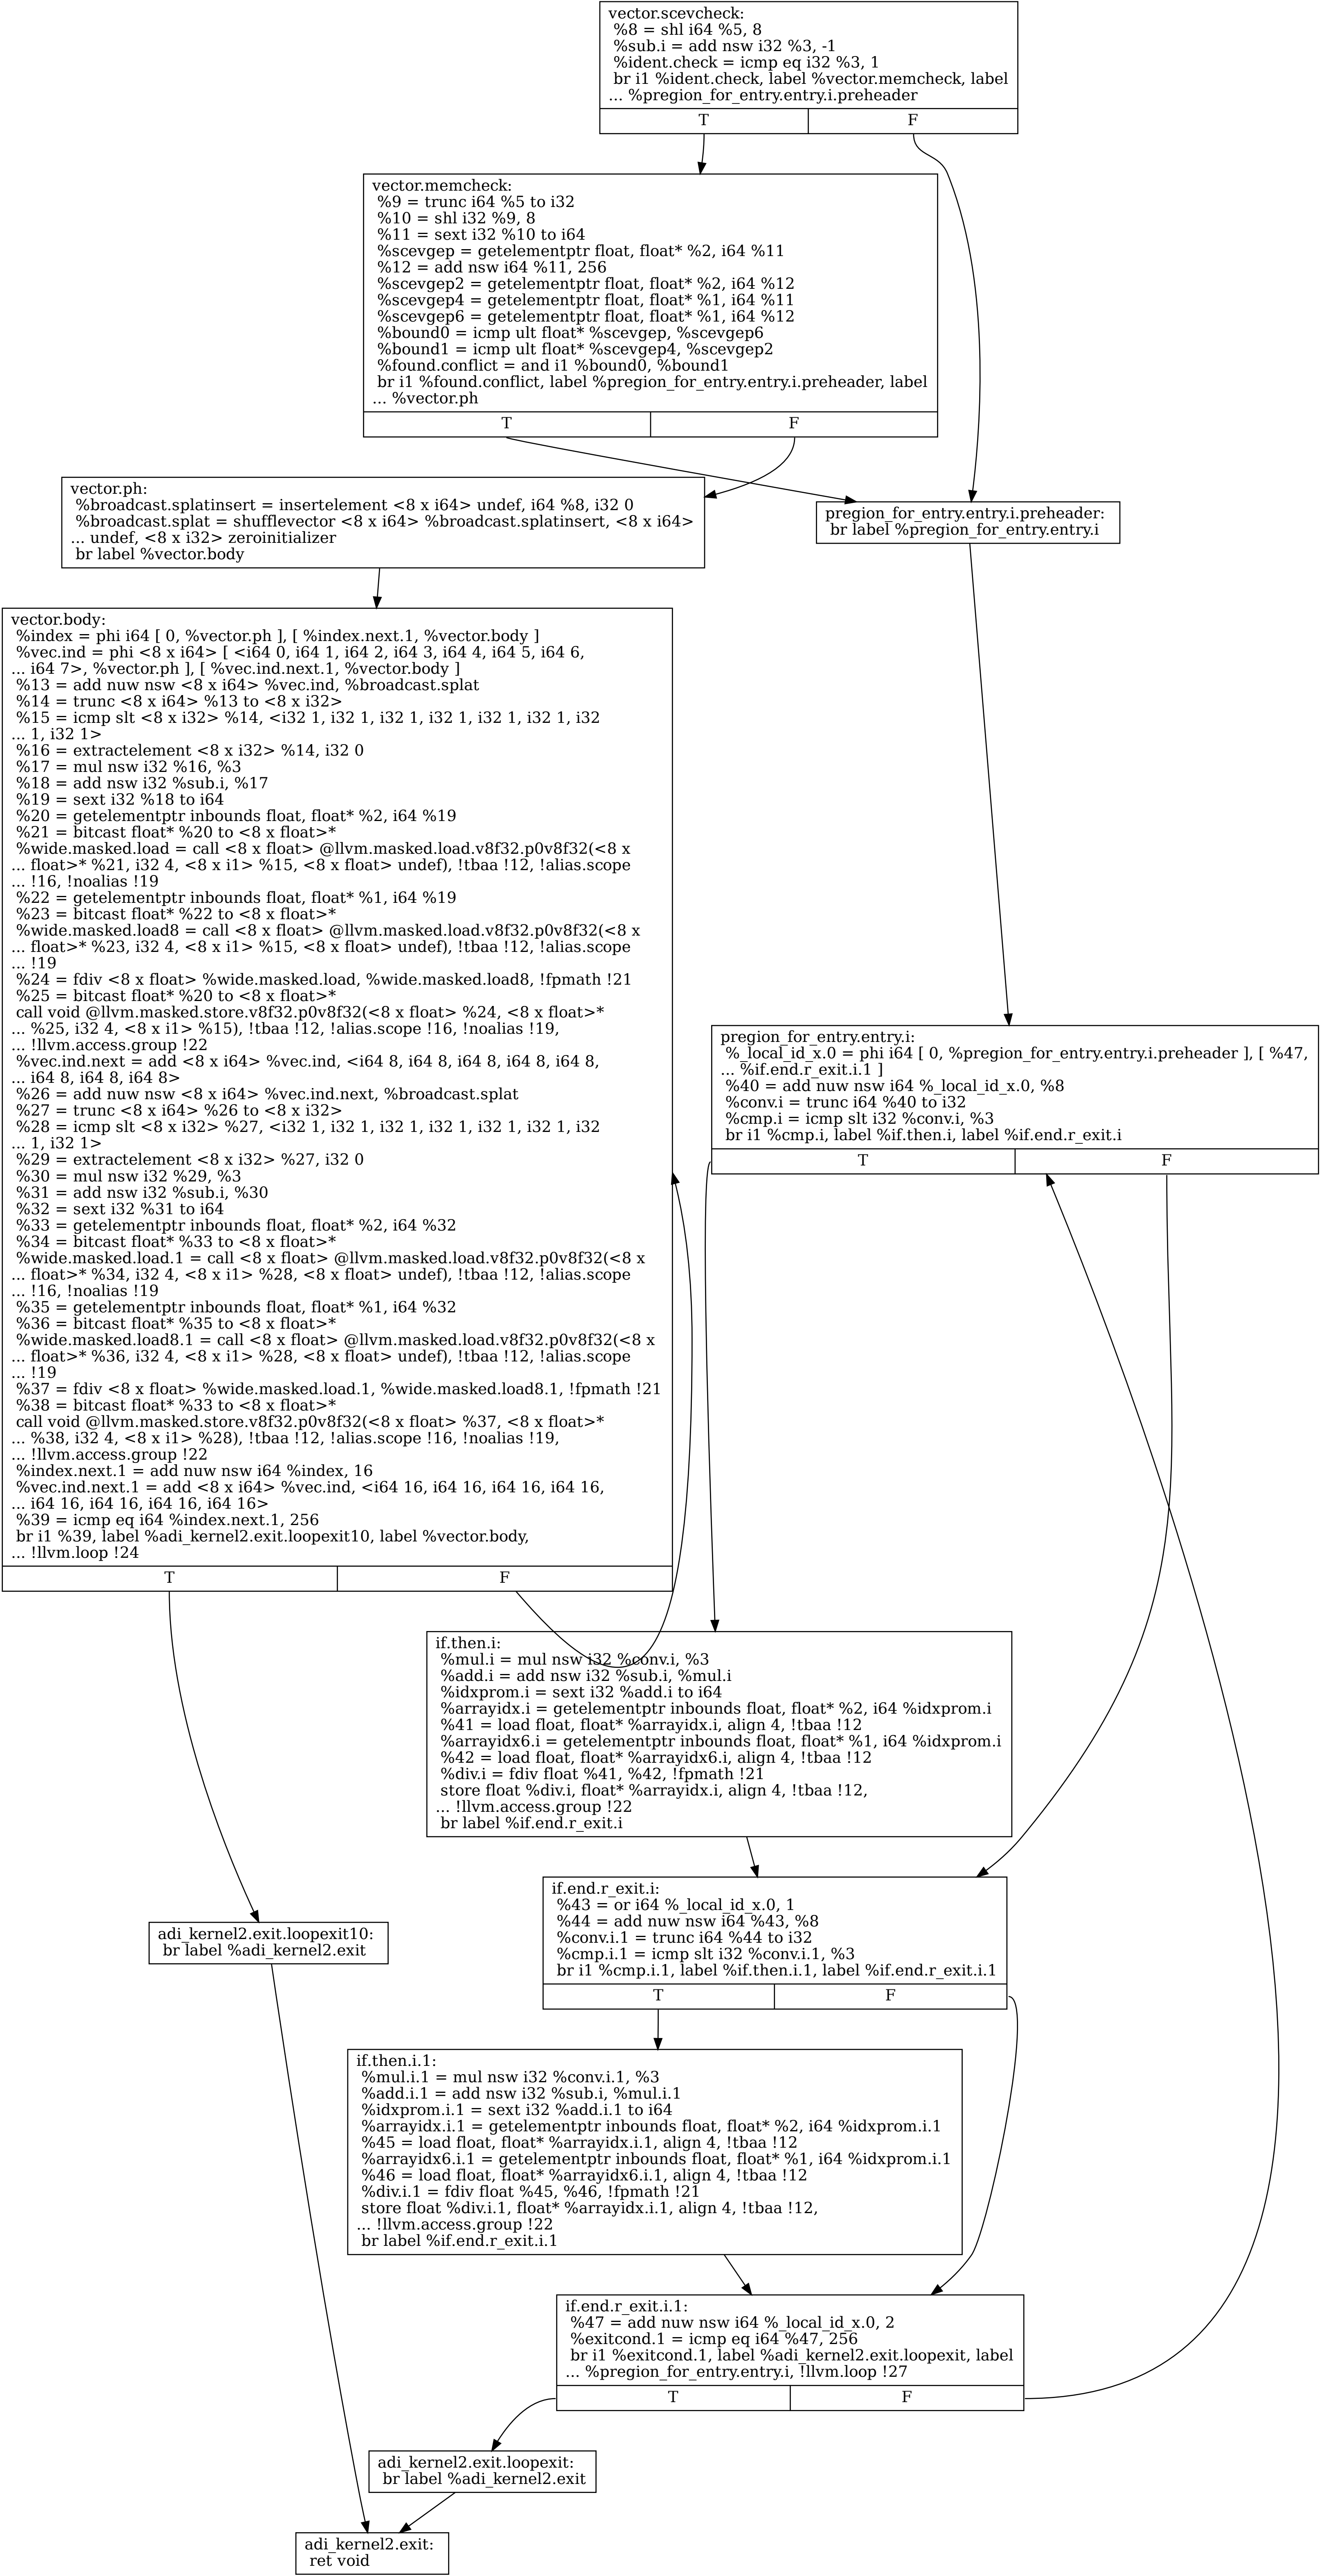 vector.scevcheck:
%8 = shl i64 %5, 8
%sub.i = add nsw i32 %3, -1
%ident.check = icmp eq i32 %3, 1
br i1 %ident.check, label %vector.memcheck, label
... %pregion_for_entry.entry.i.preheader
T
F
vector.memcheck:
%9 = trunc i64 %5 to i32
%10 = shl i32 %9, 8
%11 = sext i32 %10 to i64
%scevgep = getelementptr float, float* %2, i64 %11
%12 = add nsw i64 %11, 256
%scevgep2 = getelementptr float, float* %2, i64 %12
%scevgep4 = getelementptr float, float* %1, i64 %11
%scevgep6 = getelementptr float, float* %1, i64 %12
%bound0 = icmp ult float* %scevgep, %scevgep6
%bound1 = icmp ult float* %scevgep4, %scevgep2
%found.conflict = and i1 %bound0, %bound1
br i1 %found.conflict, label %pregion_for_entry.entry.i.preheader, label
... %vector.ph
T
F
vector.ph:
%broadcast.splatinsert = insertelement <8 x i64> undef, i64 %8, i32 0
%broadcast.splat = shufflevector <8 x i64> %broadcast.splatinsert, <8 x i64>
... undef, <8 x i32> zeroinitializer
br label %vector.body
pregion_for_entry.entry.i.preheader:
br label %pregion_for_entry.entry.i
vector.body:
%index = phi i64 [ 0, %vector.ph ], [ %index.next.1, %vector.body ]
%vec.ind = phi <8 x i64> [ <i64 0, i64 1, i64 2, i64 3, i64 4, i64 5, i64 6,
... i64 7>, %vector.ph ], [ %vec.ind.next.1, %vector.body ]
%13 = add nuw nsw <8 x i64> %vec.ind, %broadcast.splat
%14 = trunc <8 x i64> %13 to <8 x i32>
%15 = icmp slt <8 x i32> %14, <i32 1, i32 1, i32 1, i32 1, i32 1, i32 1, i32
... 1, i32 1>
%16 = extractelement <8 x i32> %14, i32 0
%17 = mul nsw i32 %16, %3
%18 = add nsw i32 %sub.i, %17
%19 = sext i32 %18 to i64
%20 = getelementptr inbounds float, float* %2, i64 %19
%21 = bitcast float* %20 to <8 x float>*
%wide.masked.load = call <8 x float> @llvm.masked.load.v8f32.p0v8f32(<8 x
... float>* %21, i32 4, <8 x i1> %15, <8 x float> undef), !tbaa !12, !alias.scope
... !16, !noalias !19
%22 = getelementptr inbounds float, float* %1, i64 %19
%23 = bitcast float* %22 to <8 x float>*
%wide.masked.load8 = call <8 x float> @llvm.masked.load.v8f32.p0v8f32(<8 x
... float>* %23, i32 4, <8 x i1> %15, <8 x float> undef), !tbaa !12, !alias.scope
... !19
%24 = fdiv <8 x float> %wide.masked.load, %wide.masked.load8, !fpmath !21
%25 = bitcast float* %20 to <8 x float>*
call void @llvm.masked.store.v8f32.p0v8f32(<8 x float> %24, <8 x float>*
... %25, i32 4, <8 x i1> %15), !tbaa !12, !alias.scope !16, !noalias !19,
... !llvm.access.group !22
%vec.ind.next = add <8 x i64> %vec.ind, <i64 8, i64 8, i64 8, i64 8, i64 8,
... i64 8, i64 8, i64 8>
%26 = add nuw nsw <8 x i64> %vec.ind.next, %broadcast.splat
%27 = trunc <8 x i64> %26 to <8 x i32>
%28 = icmp slt <8 x i32> %27, <i32 1, i32 1, i32 1, i32 1, i32 1, i32 1, i32
... 1, i32 1>
%29 = extractelement <8 x i32> %27, i32 0
%30 = mul nsw i32 %29, %3
%31 = add nsw i32 %sub.i, %30
%32 = sext i32 %31 to i64
%33 = getelementptr inbounds float, float* %2, i64 %32
%34 = bitcast float* %33 to <8 x float>*
%wide.masked.load.1 = call <8 x float> @llvm.masked.load.v8f32.p0v8f32(<8 x
... float>* %34, i32 4, <8 x i1> %28, <8 x float> undef), !tbaa !12, !alias.scope
... !16, !noalias !19
%35 = getelementptr inbounds float, float* %1, i64 %32
%36 = bitcast float* %35 to <8 x float>*
%wide.masked.load8.1 = call <8 x float> @llvm.masked.load.v8f32.p0v8f32(<8 x
... float>* %36, i32 4, <8 x i1> %28, <8 x float> undef), !tbaa !12, !alias.scope
... !19
%37 = fdiv <8 x float> %wide.masked.load.1, %wide.masked.load8.1, !fpmath !21
%38 = bitcast float* %33 to <8 x float>*
call void @llvm.masked.store.v8f32.p0v8f32(<8 x float> %37, <8 x float>*
... %38, i32 4, <8 x i1> %28), !tbaa !12, !alias.scope !16, !noalias !19,
... !llvm.access.group !22
%index.next.1 = add nuw nsw i64 %index, 16
%vec.ind.next.1 = add <8 x i64> %vec.ind, <i64 16, i64 16, i64 16, i64 16,
... i64 16, i64 16, i64 16, i64 16>
%39 = icmp eq i64 %index.next.1, 256
br i1 %39, label %adi_kernel2.exit.loopexit10, label %vector.body,
... !llvm.loop !24
T
F
pregion_for_entry.entry.i:
%_local_id_x.0 = phi i64 [ 0, %pregion_for_entry.entry.i.preheader ], [ %47,
... %if.end.r_exit.i.1 ]
%40 = add nuw nsw i64 %_local_id_x.0, %8
%conv.i = trunc i64 %40 to i32
%cmp.i = icmp slt i32 %conv.i, %3
br i1 %cmp.i, label %if.then.i, label %if.end.r_exit.i
T
F
if.then.i:
%mul.i = mul nsw i32 %conv.i, %3
%add.i = add nsw i32 %sub.i, %mul.i
%idxprom.i = sext i32 %add.i to i64
%arrayidx.i = getelementptr inbounds float, float* %2, i64 %idxprom.i
%41 = load float, float* %arrayidx.i, align 4, !tbaa !12
%arrayidx6.i = getelementptr inbounds float, float* %1, i64 %idxprom.i
%42 = load float, float* %arrayidx6.i, align 4, !tbaa !12
%div.i = fdiv float %41, %42, !fpmath !21
store float %div.i, float* %arrayidx.i, align 4, !tbaa !12,
... !llvm.access.group !22
br label %if.end.r_exit.i
if.end.r_exit.i:
%43 = or i64 %_local_id_x.0, 1
%44 = add nuw nsw i64 %43, %8
%conv.i.1 = trunc i64 %44 to i32
%cmp.i.1 = icmp slt i32 %conv.i.1, %3
br i1 %cmp.i.1, label %if.then.i.1, label %if.end.r_exit.i.1
T
F
adi_kernel2.exit.loopexit10:
br label %adi_kernel2.exit
if.then.i.1:
%mul.i.1 = mul nsw i32 %conv.i.1, %3
%add.i.1 = add nsw i32 %sub.i, %mul.i.1
%idxprom.i.1 = sext i32 %add.i.1 to i64
%arrayidx.i.1 = getelementptr inbounds float, float* %2, i64 %idxprom.i.1
%45 = load float, float* %arrayidx.i.1, align 4, !tbaa !12
%arrayidx6.i.1 = getelementptr inbounds float, float* %1, i64 %idxprom.i.1
%46 = load float, float* %arrayidx6.i.1, align 4, !tbaa !12
%div.i.1 = fdiv float %45, %46, !fpmath !21
store float %div.i.1, float* %arrayidx.i.1, align 4, !tbaa !12,
... !llvm.access.group !22
br label %if.end.r_exit.i.1
if.end.r_exit.i.1:
%47 = add nuw nsw i64 %_local_id_x.0, 2
%exitcond.1 = icmp eq i64 %47, 256
br i1 %exitcond.1, label %adi_kernel2.exit.loopexit, label
... %pregion_for_entry.entry.i, !llvm.loop !27
T
F
adi_kernel2.exit.loopexit:
br label %adi_kernel2.exit
adi_kernel2.exit:
ret void